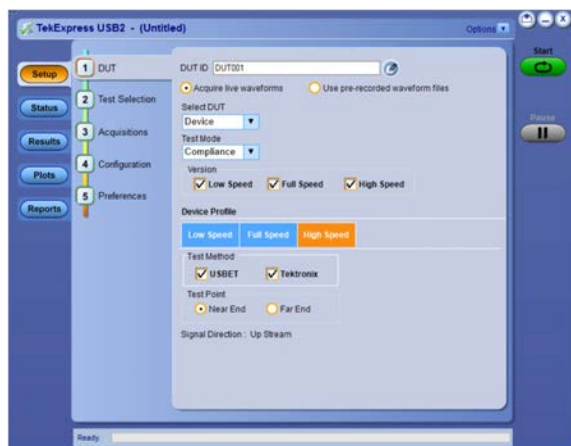 TekExpress USB2 - (Untitled)
Options
Start
Pause
Setup
Status
Results
Plots
Reports
1 DUT
2 Test Selection
3 Acquisitions
4 Configuration
5 Preferences
DUT ID DUT001
Acquire live waveforms Use pre-recorded waveform files
Select DUT
Device
Test Mode
Compliance
Version
Low Speed Full Speed High Speed
Device Profile
Low Speed Full Speed High Speed
Test Method
USBET Tektronix
Test Point
Near End Far End
Signal Direction : Up Stream
Ready.